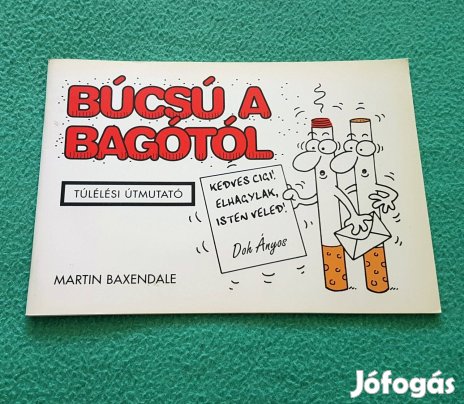 BÚCSÚ A
BAGÓTÓL
TÚLÉLÉSI ÚTMUTATÓ
KEDVES CIGI!
ELHAGYLAK,
ISTEN VELED!
Doh Ányos
MARTIN BAXENDALE
Jófogás